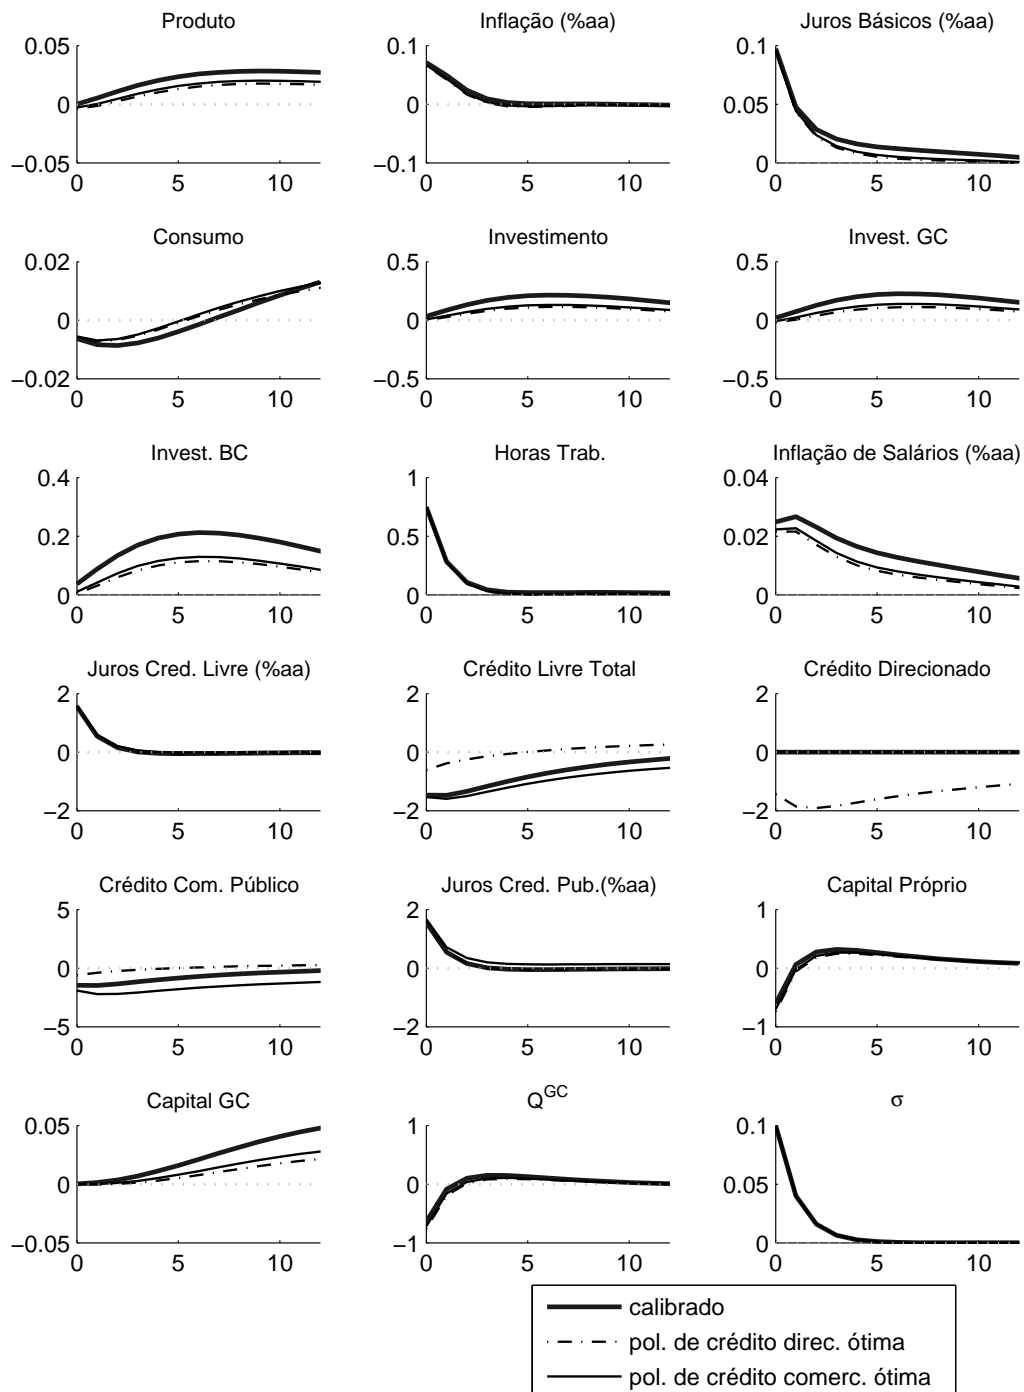 Produto Inflação (%aa) Juros Básicos (%aa)
0.05 0.1 0.1
0 0 0.05
−0.05 −0.1 0
0 5 10 0 5 10 0 5 10
Consumo Investimento Invest. GC
0.02 0.5 0.5
0 0 0
−0.02 −0.5 −0.5
0 5 10 0 5 10 0 5 10
Invest. BC Horas Trab. Inflação de Salários (%aa)
0.4 1 0.04
0.2 0.5 0.02
0 0 0
0 5 10 0 5 10 0 5 10
Juros Cred. Livre (%aa) Crédito Livre Total Crédito Direcionado
2 2 2
0 0 0
−2 −2 −2
0 5 10 0 5 10 0 5 10
Crédito Com. Público Juros Cred. Pub.(%aa) Capital Próprio
5 2 1
0 0 0
−5 −2 −1
0 5 10 0 5 10 0 5 10
Capital GC Q^GC σ
0.05 1 0.1
0 0 0.05
−0.05 −1 0
0 5 10 0 5 10 0 5 10
calibrado
pol. de crédito direc. ótima
pol. de crédito comerc. ótima